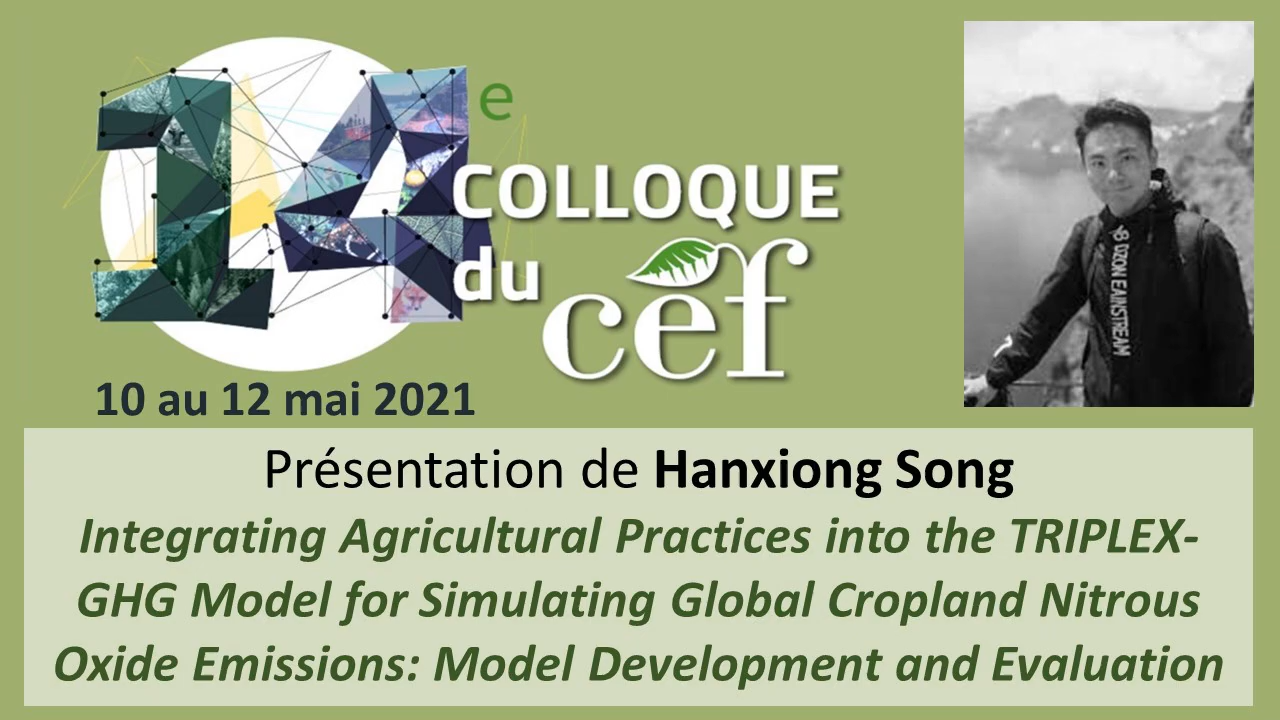 14e
COLLOQUE
du cef
10 au 12 mai 2021
Présentation de Hanxiong Song
Integrating Agricultural Practices into the TRIPLEX-
GHG Model for Simulating Global Cropland Nitrous
Oxide Emissions: Model Development and Evaluation